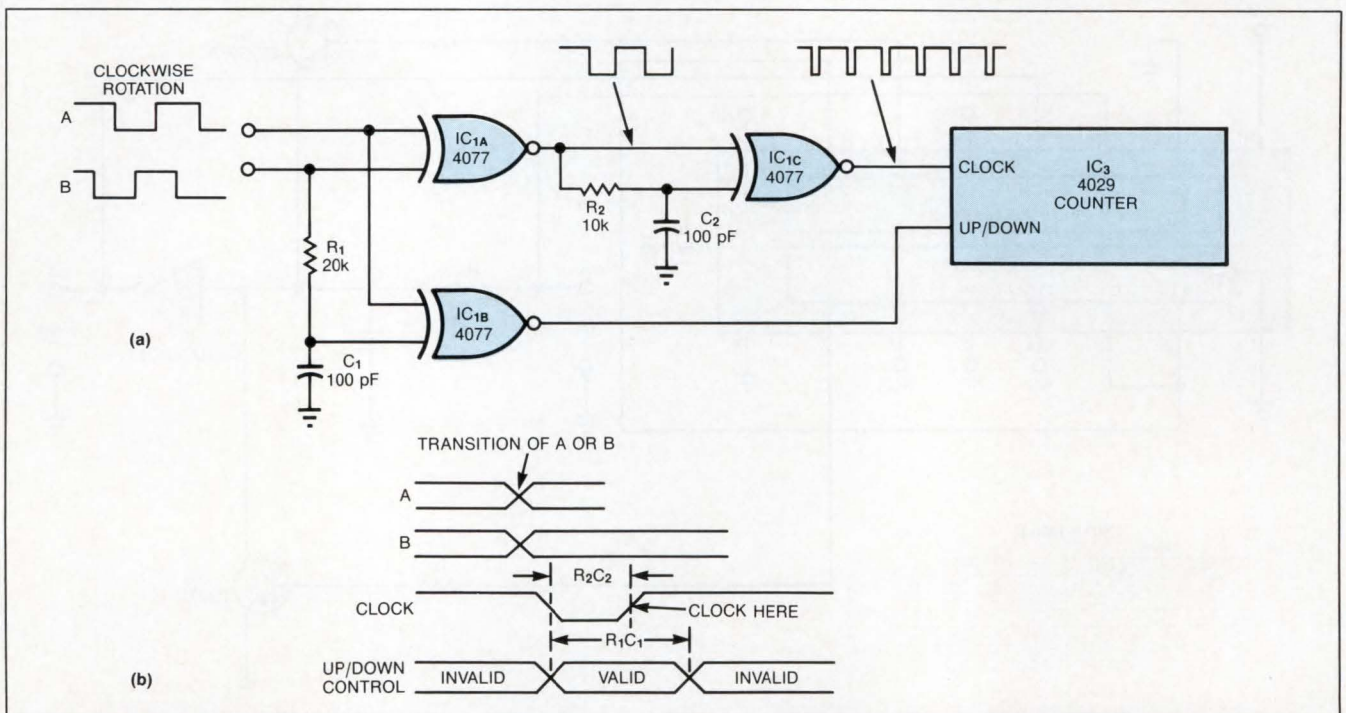 CLOCKWISE
ROTATION
A
B
IC1A
4077
R1
20k
C1
100 pF
IC1B
4077
R2
10k
C2
100 pF
IC1C
4077
CLOCK
UP/DOWN
IC3
4029
COUNTER
(a)
TRANSITION OF A OR B
A
B
R2C2
CLOCK
CLOCK HERE
R1C1
UP/DOWN
CONTROL
INVALID
VALID
INVALID
(b)